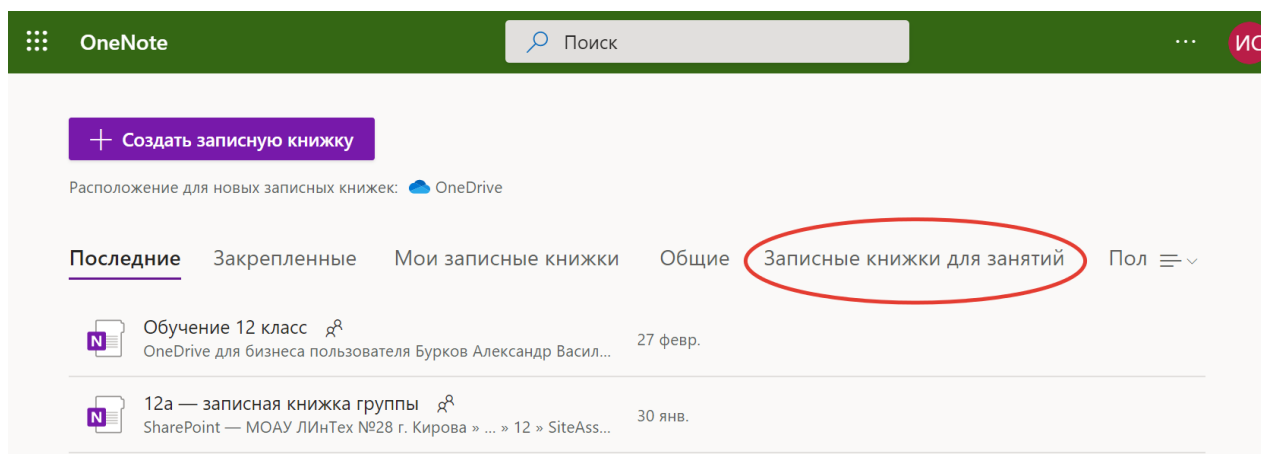 OneNote
Поиск
...
ИС
Создать записную книжку
Расположение для новых записных книжек: OneDrive
Последние Закрепленные Мои записные книжки Общие Записные книжки для занятий Пол
Обучение 12 класс
OneDrive для бизнеса пользователя Бурков Александр Васил...
27 февр.
12а — записная книжка группы
SharePoint — МОАУ ЛИнТех №28 г. Кирова » ... » 12 » SiteAss...
30 янв.